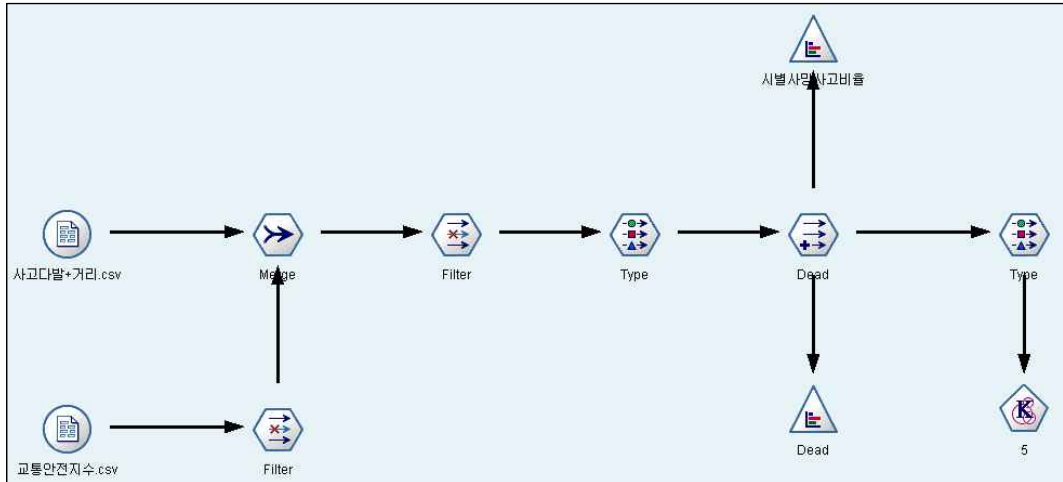 시별사망사고비율
사고다발+거리.csv
Merge
Filter
Type
Dead
Type
교통안전지수.csv
Filter
Dead
K
5